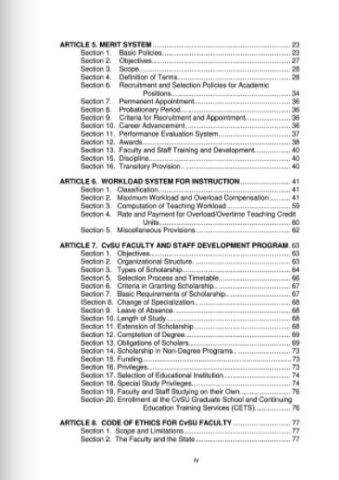 ARTICLE 5. MERIT SYSTEM ........ 23
Section 1. Basic Policies ........ 23
Section 2. Objectives ........ 27
Section 3. Scope ........ 28
Section 4. Definition of Terms ........ 28
Section 6. Recruitment and Selection Policies for Academic
Positions ........ 34
Section 7. Permanent Appointment ........ 36
Section 8. Probationary Period ........ 36
Section 9. Criteria for Recruitment and Appointment ........ 36
Section 10. Career Advancement ........ 36
Section 11. Performance Evaluation System ........ 37
Section 12. Awards ........ 38
Section 13. Faculty and Staff Training and Development ........ 40
Section 15. Discipline ........ 40
Section 16. Transitory Provision ........ 40
ARTICLE 6. WORKLOAD SYSTEM FOR INSTRUCTION ........ 41
Section 1. Classification ........ 41
Section 2. Maximum Workload and Overload Compensation ........ 41
Section 3. Computation of Teaching Workload ........ 59
Section 4. Rate and Payment for Overload/Overtime Teaching Credit
Units ........ 60
Section 5. Miscellaneous Provisions ........ 62
ARTICLE 7. CvSU FACULTY AND STAFF DEVELOPMENT PROGRAM. 63
Section 1. Objectives ........ 63
Section 2. Organizational Structure ........ 63
Section 3. Types of Scholarship ........ 64
Section 5. Selection Process and Timetable ........ 66
Section 6. Criteria in Granting Scholarship ........ 67
Section 7. Basic Requirements of Scholarship ........ 67
ISection 8. Change of Specialization ........ 68
Section 9. Leave of Absence ........ 68
Section 10. Length of Study ........ 68
Section 11. Extension of Scholarship ........ 68
Section 12. Completion of Degree ........ 69
Section 13. Obligations of Scholars ........ 69
Section 14. Scholarship in Non-Degree Programs ........ 73
Section 15. Funding ........ 73
Section 16. Privileges ........ 73
Section 17. Selection of Educational Institution ........ 74
Section 18. Special Study Privileges ........ 74
Section 19. Faculty and Staff Studying on their Own ........ 76
Section 20. Enrollment at the CvSU Graduate School and Continuing
Education Training Services (CETS) ........ 76
ARTICLE 8. CODE OF ETHICS FOR CvSU FACULTY ........ 77
Section 1. Scope and Limitations ........ 77
Section 2. The Faculty and the State ........ 77
iv